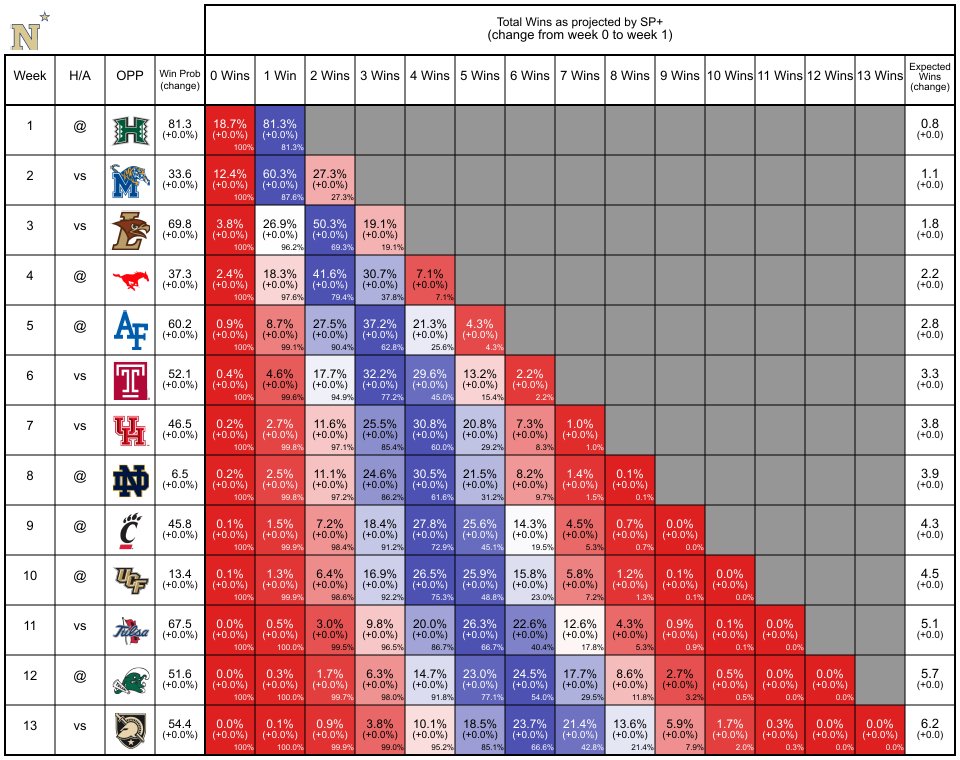 N
Total Wins as projected by SP+
(change from week 0 to week 1)
Week H/A OPP Win Prob (change) 0 Wins 1 Win 2 Wins 3 Wins 4 Wins 5 Wins 6 Wins 7 Wins 8 Wins 9 Wins 10 Wins 11 Wins 12 Wins 13 Wins Expected Wins (change)
1 @ H 81.3 18.7% 81.3% 0.8
(+0.0%) (+0.0%) (+0.0%) (+0.0)
100% 81.3%
2 vs M 33.6 12.4% 60.3% 27.3% 1.1
(+0.0%) (+0.0%) (+0.0%) (+0.0%) (+0.0)
100% 87.6% 27.3%
3 vs L 69.8 3.8% 26.9% 50.3% 19.1% 1.8
(+0.0%) (+0.0%) (+0.0%) (+0.0%) (+0.0%) (+0.0)
100% 96.2% 69.3% 19.1%
4 @ 37.3 2.4% 18.3% 41.6% 30.7% 7.1% 2.2
(+0.0%) (+0.0%) (+0.0%) (+0.0%) (+0.0%) (+0.0%) (+0.0)
100% 97.6% 79.4% 37.8% 7.1%
5 @ AF 60.2 0.9% 8.7% 27.5% 37.2% 21.3% 4.3% 2.8
(+0.0%) (+0.0%) (+0.0%) (+0.0%) (+0.0%) (+0.0%) (+0.0%) (+0.0)
100% 99.1% 90.4% 62.8% 25.6% 4.3%
6 vs T 52.1 0.4% 4.6% 17.7% 32.2% 29.6% 13.2% 2.2% 3.3
(+0.0%) (+0.0%) (+0.0%) (+0.0%) (+0.0%) (+0.0%) (+0.0%) (+0.0%) (+0.0)
100% 99.6% 94.9% 77.2% 45.0% 15.4% 2.2%
7 vs UH 46.5 0.2% 2.7% 11.6% 25.5% 30.8% 20.8% 7.3% 1.0% 3.8
(+0.0%) (+0.0%) (+0.0%) (+0.0%) (+0.0%) (+0.0%) (+0.0%) (+0.0%) (+0.0%) (+0.0)
100% 99.8% 97.1% 85.4% 60.0% 29.2% 8.3% 1.0%
8 @ ND 6.5 0.2% 2.5% 11.1% 24.6% 30.5% 21.5% 8.2% 1.4% 0.1% 3.9
(+0.0%) (+0.0%) (+0.0%) (+0.0%) (+0.0%) (+0.0%) (+0.0%) (+0.0%) (+0.0%) (+0.0%) (+0.0)
100% 99.8% 97.2% 86.2% 61.6% 31.2% 9.7% 1.5% 0.1%
9 @ C 45.8 0.1% 1.5% 7.2% 18.4% 27.8% 25.6% 14.3% 4.5% 0.7% 0.0% 4.3
(+0.0%) (+0.0%) (+0.0%) (+0.0%) (+0.0%) (+0.0%) (+0.0%) (+0.0%) (+0.0%) (+0.0%) (+0.0%) (+0.0)
100% 99.9% 98.4% 91.2% 72.9% 45.1% 19.5% 5.3% 0.7% 0.0%
10 @ UCF 13.4 0.1% 1.3% 6.4% 16.9% 26.5% 25.9% 15.8% 5.8% 1.2% 0.1% 0.0% 4.5
(+0.0%) (+0.0%) (+0.0%) (+0.0%) (+0.0%) (+0.0%) (+0.0%) (+0.0%) (+0.0%) (+0.0%) (+0.0%) (+0.0%) (+0.0)
100% 99.9% 98.6% 92.2% 75.3% 48.8% 23.0% 7.2% 1.3% 0.1% 0.0%
11 vs Tulsa 67.5 0.0% 0.5% 3.0% 9.8% 20.0% 26.3% 22.6% 12.6% 4.3% 0.9% 0.1% 0.0% 5.1
(+0.0%) (+0.0%) (+0.0%) (+0.0%) (+0.0%) (+0.0%) (+0.0%) (+0.0%) (+0.0%) (+0.0%) (+0.0%) (+0.0%) (+0.0%) (+0.0)
100% 100.0% 99.5% 96.5% 86.7% 66.7% 40.4% 17.8% 5.3% 0.9% 0.1% 0.0%
12 @ 51.6 0.0% 0.3% 1.7% 6.3% 14.7% 23.0% 24.5% 17.7% 8.6% 2.7% 0.5% 0.0% 0.0% 5.7
(+0.0%) (+0.0%) (+0.0%) (+0.0%) (+0.0%) (+0.0%) (+0.0%) (+0.0%) (+0.0%) (+0.0%) (+0.0%) (+0.0%) (+0.0%) (+0.0%) (+0.0)
100% 100.0% 99.7% 98.0% 91.8% 77.1% 54.0% 29.5% 11.8% 3.2% 0.5% 0.0% 0.0%
13 vs 54.4 0.0% 0.1% 0.9% 3.8% 10.1% 18.5% 23.7% 21.4% 13.6% 5.9% 1.7% 0.3% 0.0% 0.0% 6.2
(+0.0%) (+0.0%) (+0.0%) (+0.0%) (+0.0%) (+0.0%) (+0.0%) (+0.0%) (+0.0%) (+0.0%) (+0.0%) (+0.0%) (+0.0%) (+0.0%) (+0.0%) (+0.0)
100% 100.0% 99.9% 99.0% 95.2% 85.1% 66.6% 42.8% 21.4% 7.9% 2.0% 0.3% 0.0% 0.0%